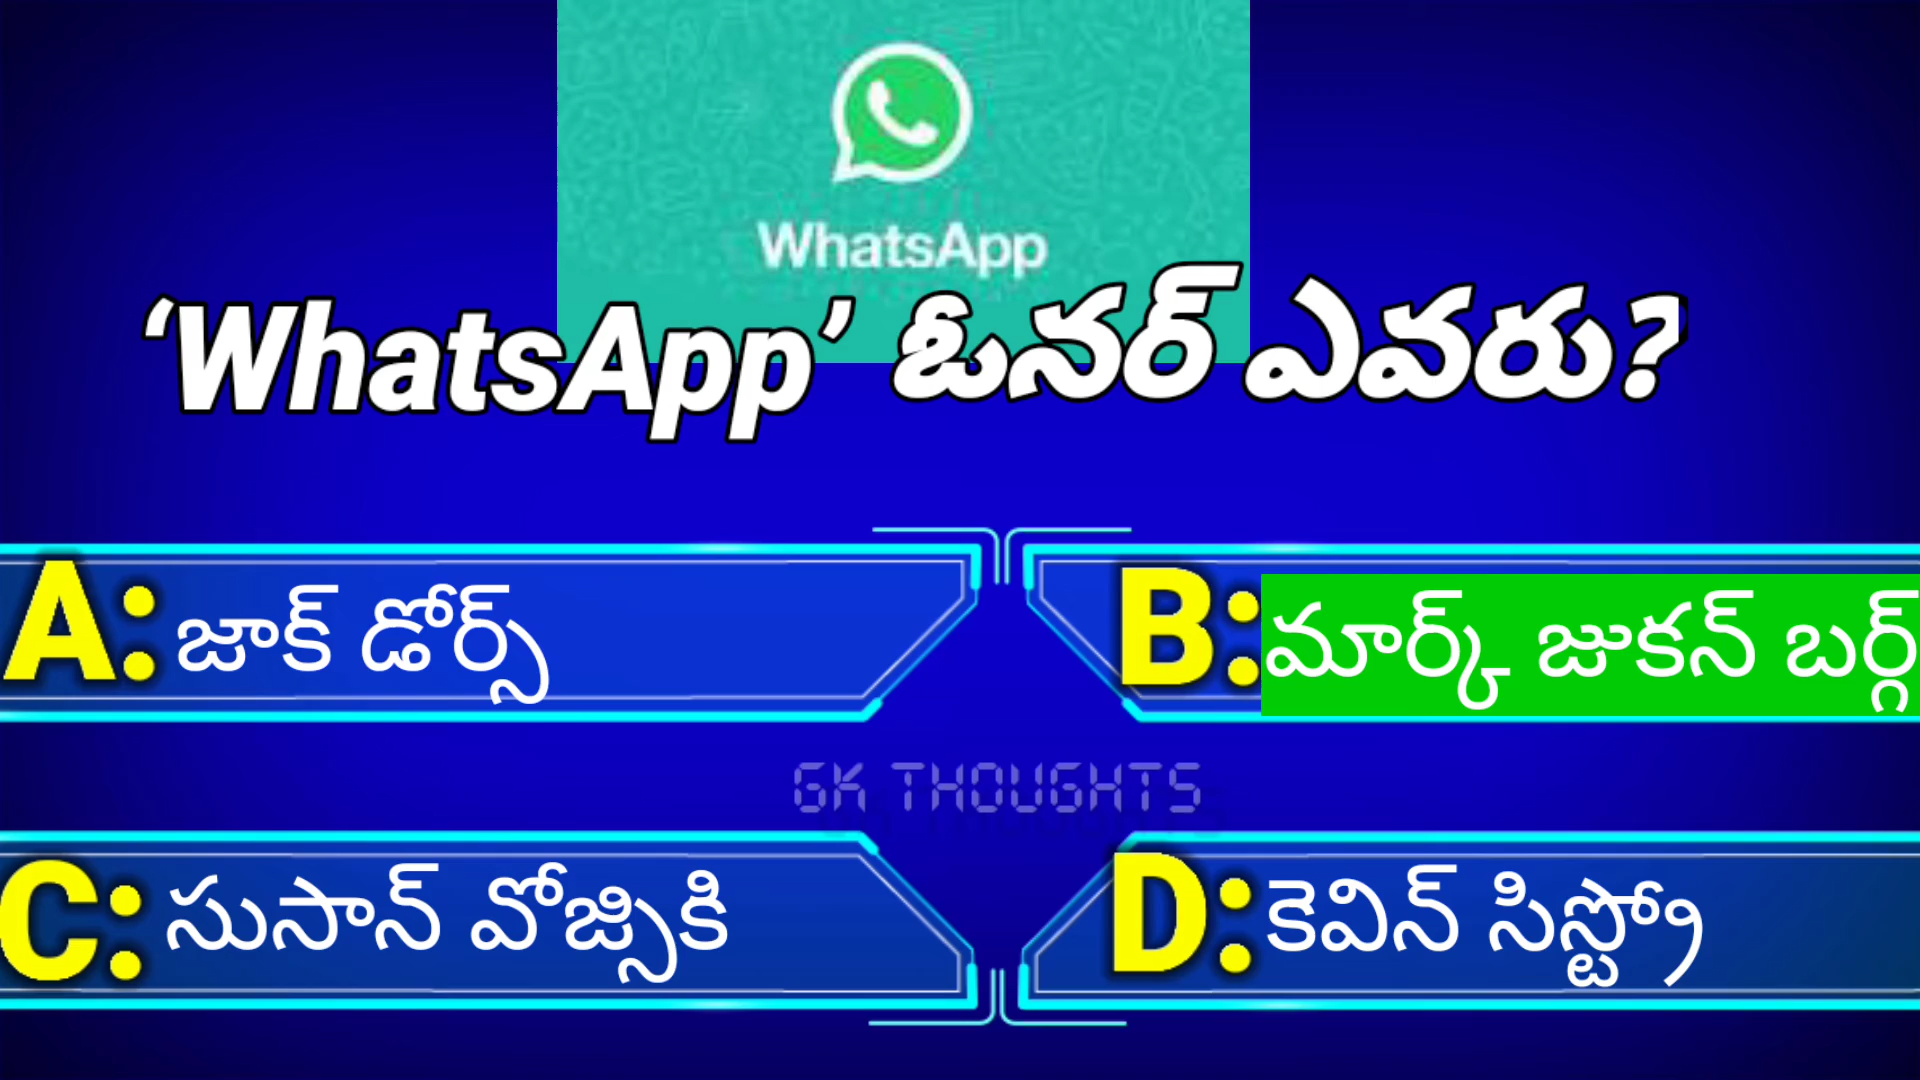 WhatsApp
‘WhatsApp’ ఓనర్ ఎవరు?
A: జాక్ డోర్స్
B: మార్క్ జుకన్ బర్గ్
GK THOUGHTS
C: సుసాన్ వోజ్సికి
D: కెవిన్ సిస్ట్రో